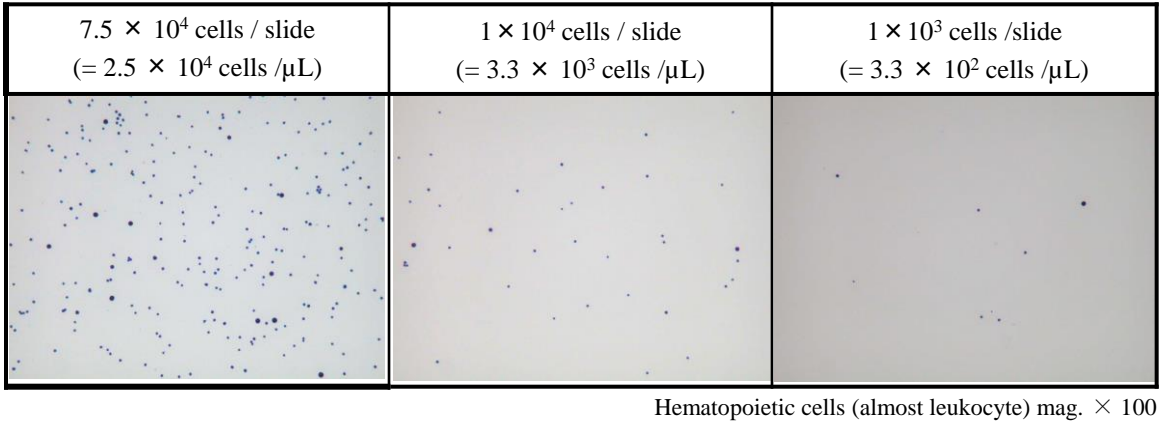 7.5 × 10⁴ cells / slide
(= 2.5 × 10⁴ cells /µL)
1×10⁴ cells / slide
(= 3.3 × 10³ cells /µL)
1×10³ cells /slide
(= 3.3 × 10² cells /µL)
Hematopoietic cells (almost leukocyte) mag. × 100